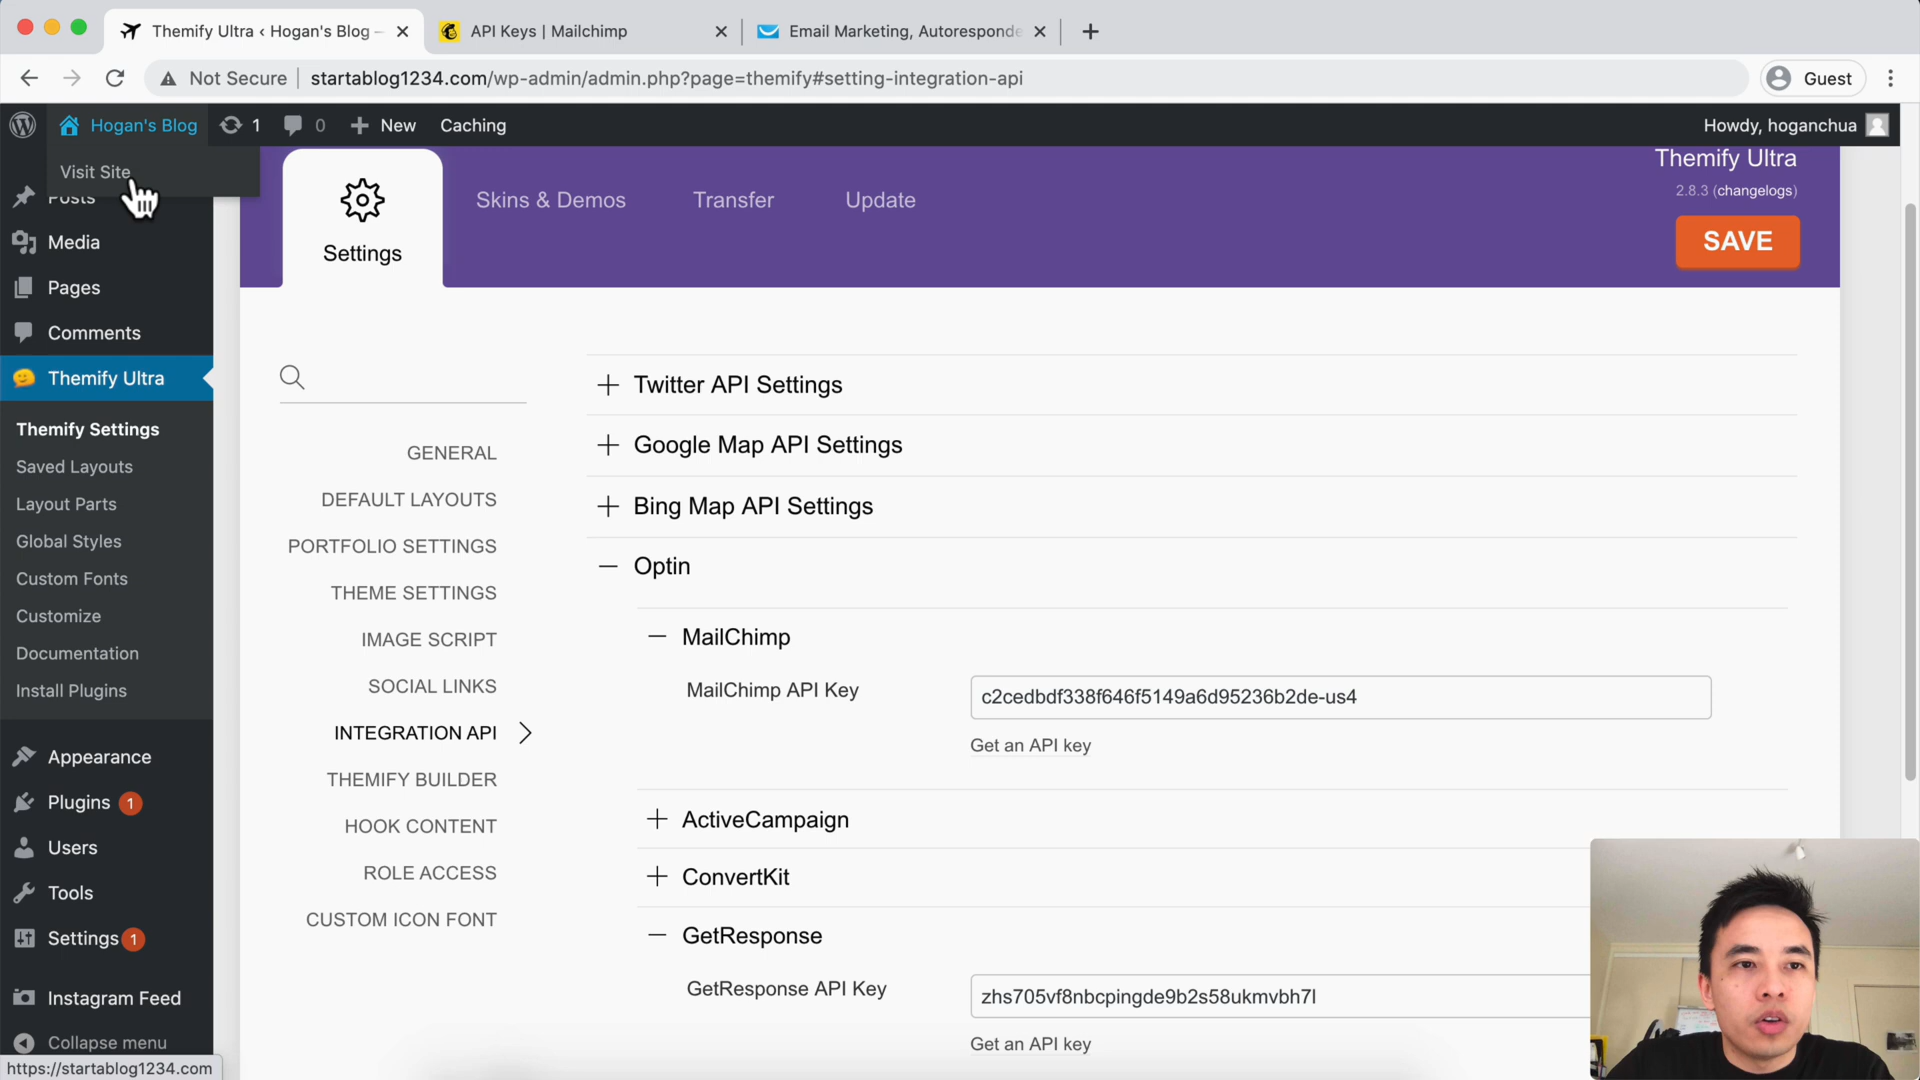 Themify Ultra ‹ Hogan's Blog –
API Keys | Mailchimp
Email Marketing, Autoresponde
Not Secure
startablog1234.com/wp-admin/admin.php?page=themify#setting-integration-api
Guest
Hogan's Blog
1
0
New
Caching
Howdy, hoganchua
Visit Site
Posts
Media
Pages
Comments
Themify Ultra
Themify Settings
Saved Layouts
Layout Parts
Global Styles
Custom Fonts
Customize
Documentation
Install Plugins
Appearance
Plugins 1
Users
Tools
Settings 1
Instagram Feed
Collapse menu
https://startablog1234.com
Settings
Skins & Demos
Transfer
Update
Themify Ultra
2.8.3 (changelogs)
SAVE
GENERAL
DEFAULT LAYOUTS
PORTFOLIO SETTINGS
THEME SETTINGS
IMAGE SCRIPT
SOCIAL LINKS
INTEGRATION API
THEMIFY BUILDER
HOOK CONTENT
ROLE ACCESS
CUSTOM ICON FONT
Twitter API Settings
Google Map API Settings
Bing Map API Settings
Optin
MailChimp
MailChimp API Key
c2cedbdf338f646f5149a6d95236b2de-us4
Get an API key
ActiveCampaign
ConvertKit
GetResponse
GetResponse API Key
zhs705vf8nbcpingde9b2s58ukmvbh7l
Get an API key